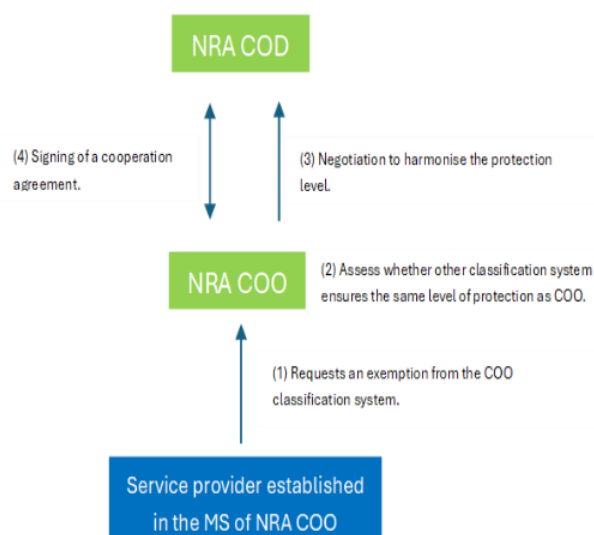 NRA COD
(4) Signing of a cooperation
agreement.
(3) Negotiation to harmonise the protection
level.
NRA COO
(2) Assess whether other classification system
ensures the same level of protection as COO.
(1) Requests an exemption from the COO
classification system.
Service provider established
in the MS of NRA COO